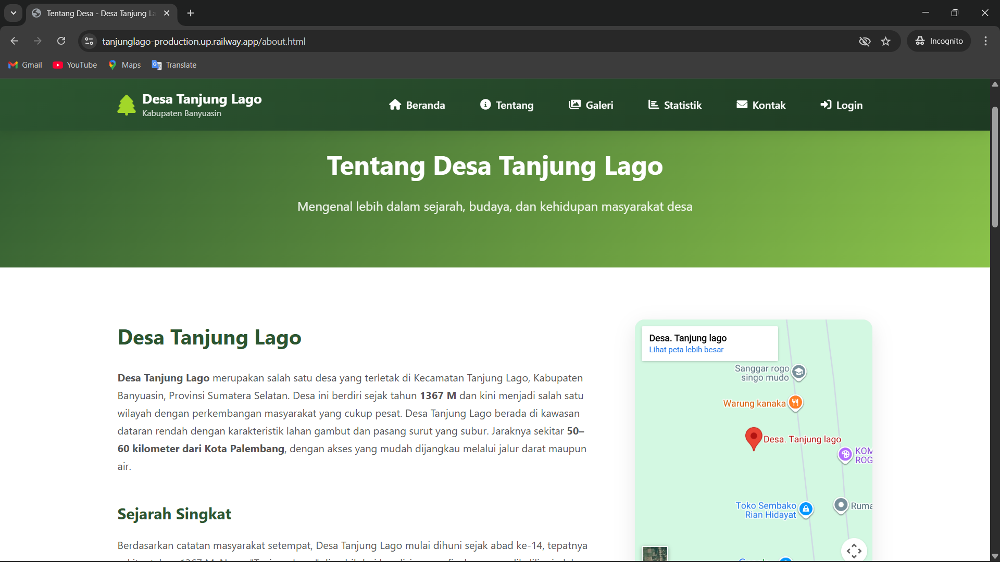 Tentang Desa - Desa Tanjung La
tanjunglago-production.up.railway.app/about.html
Incognito
Gmail
YouTube
Maps
Translate
Desa Tanjung Lago
Kabupaten Banyuasin
Beranda
Tentang
Galeri
Statistik
Kontak
Login
Tentang Desa Tanjung Lago
Mengenal lebih dalam sejarah, budaya, dan kehidupan masyarakat desa
Desa Tanjung Lago
Desa Tanjung Lago merupakan salah satu desa yang terletak di Kecamatan Tanjung Lago, Kabupaten
Banyuasin, Provinsi Sumatera Selatan. Desa ini berdiri sejak tahun 1367 M dan kini menjadi salah satu
wilayah dengan perkembangan masyarakat yang cukup pesat. Desa Tanjung Lago berada di kawasan
dataran rendah dengan karakteristik lahan gambut dan pasang surut yang subur. Jaraknya sekitar 50–
60 kilometer dari Kota Palembang, dengan akses yang mudah dijangkau melalui jalur darat maupun
air.
Sejarah Singkat
Berdasarkan catatan masyarakat setempat, Desa Tanjung Lago mulai dihuni sejak abad ke-14, tepatnya
Desa. Tanjung lago
Lihat peta lebih besar
Sanggar rogo
singo mudo
Warung kanaka
Desa. Tanjung lago
KOM
ROG
Toko Sembako
Rian Hidayat
Ruma